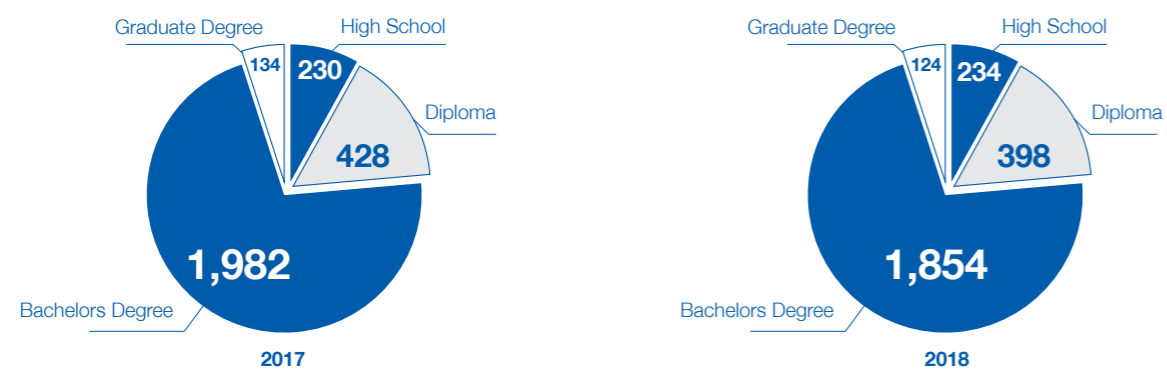 Graduate Degree
High School
134
230
Diploma
428
1,982
Bachelors Degree
2017
Graduate Degree
High School
124
234
Diploma
398
1,854
Bachelors Degree
2018